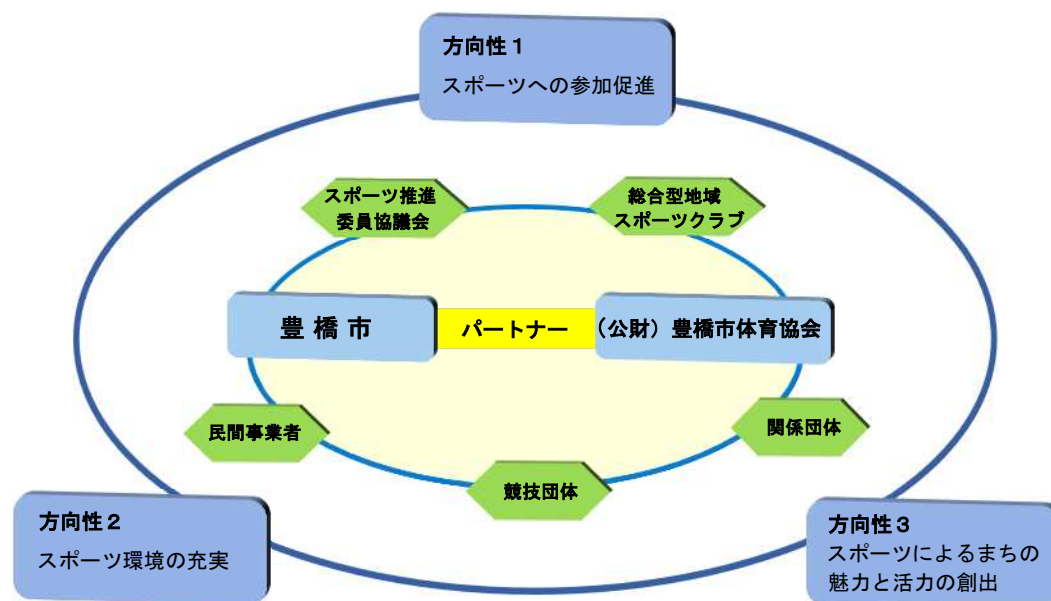 方向性1
スポーツへの参加促進
スポーツ推進
委員協議会
総合型地域
スポーツクラブ
豊橋市
パートナー
(公財)豊橋市体育協会
民間事業者
関係団体
競技団体
方向性2
スポーツ環境の充実
方向性3
スポーツによるまちの
魅力と活力の創出